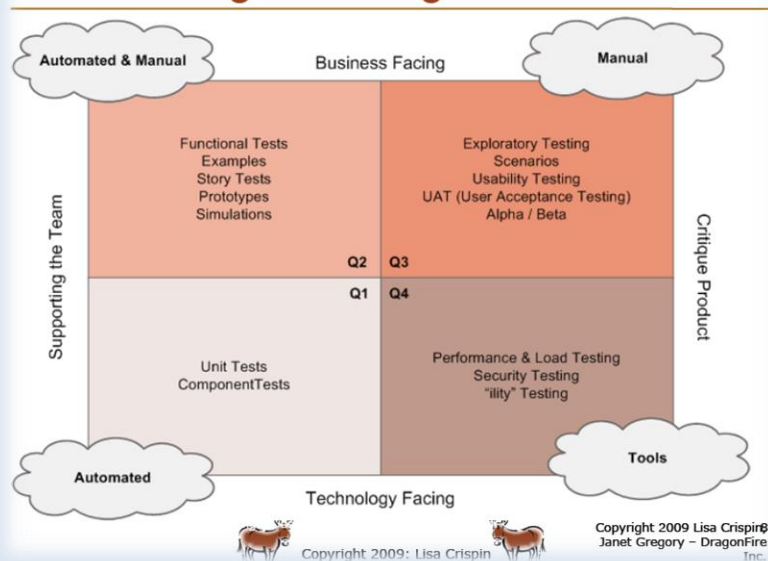 Automated & Manual
Business Facing
Manual
Functional Tests
Examples
Story Tests
Prototypes
Simulations
Exploratory Testing
Scenarios
Usability Testing
UAT (User Acceptance Testing)
Alpha / Beta
Supporting the Team
Critique Product
Q2
Q3
Q1
Q4
Unit Tests
ComponentTests
Performance & Load Testing
Security Testing
"ility" Testing
Automated
Tools
Technology Facing
Copyright 2009: Lisa Crispin
Copyright 2009 Lisa Crispin8
Janet Gregory – DragonFire
Inc.